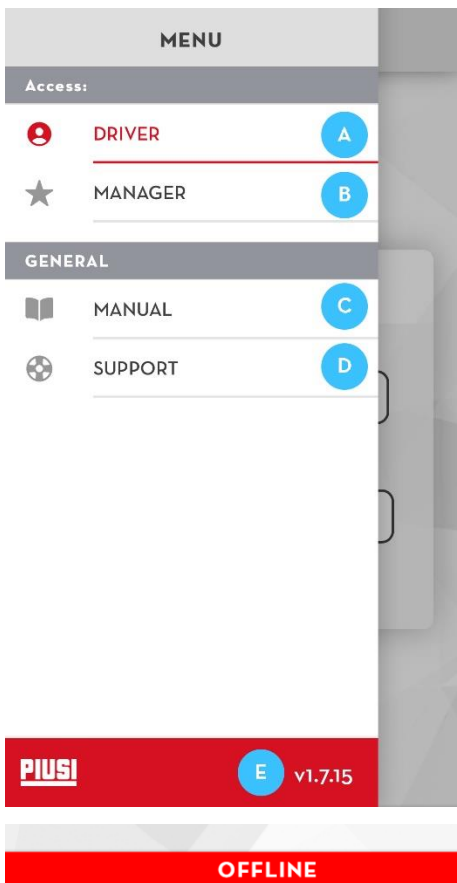 MENU
Access:
DRIVER A
MANAGER B
GENERAL
MANUAL C
SUPPORT D
PIUSI E v1.7.15
OFFLINE